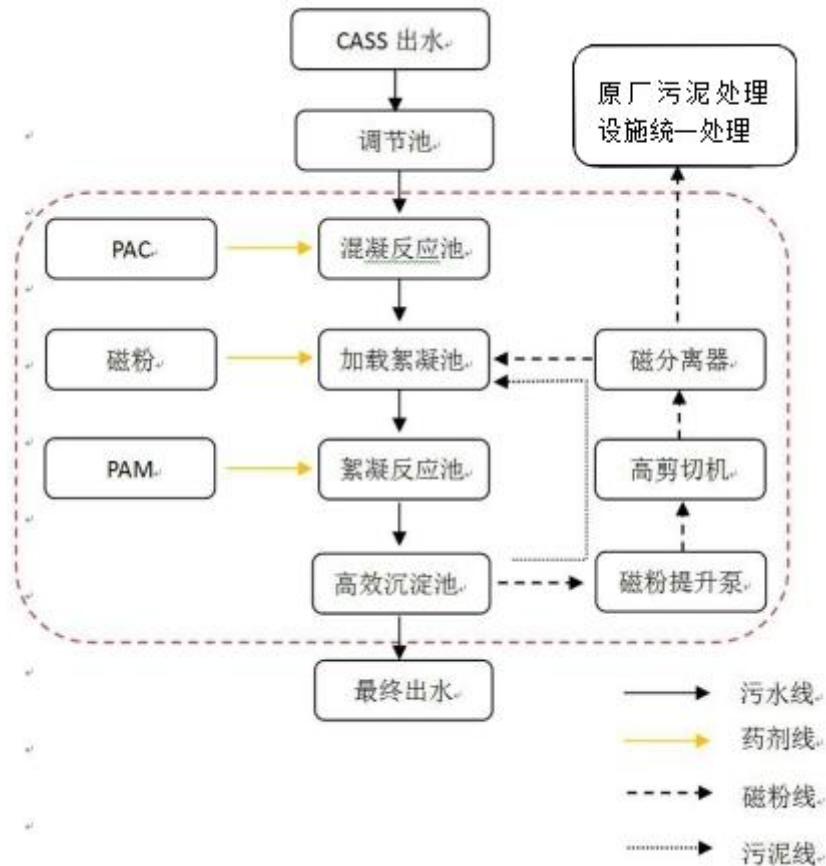 CASS 出水
原厂污泥处理
设施统一处理
调节池
PAC
混凝反应池
磁粉
加载絮凝池
磁分离器
PAM
絮凝反应池
高剪切机
高效沉淀池
磁粉提升泵
最终出水
污水线
药剂线
磁粉线
污泥线